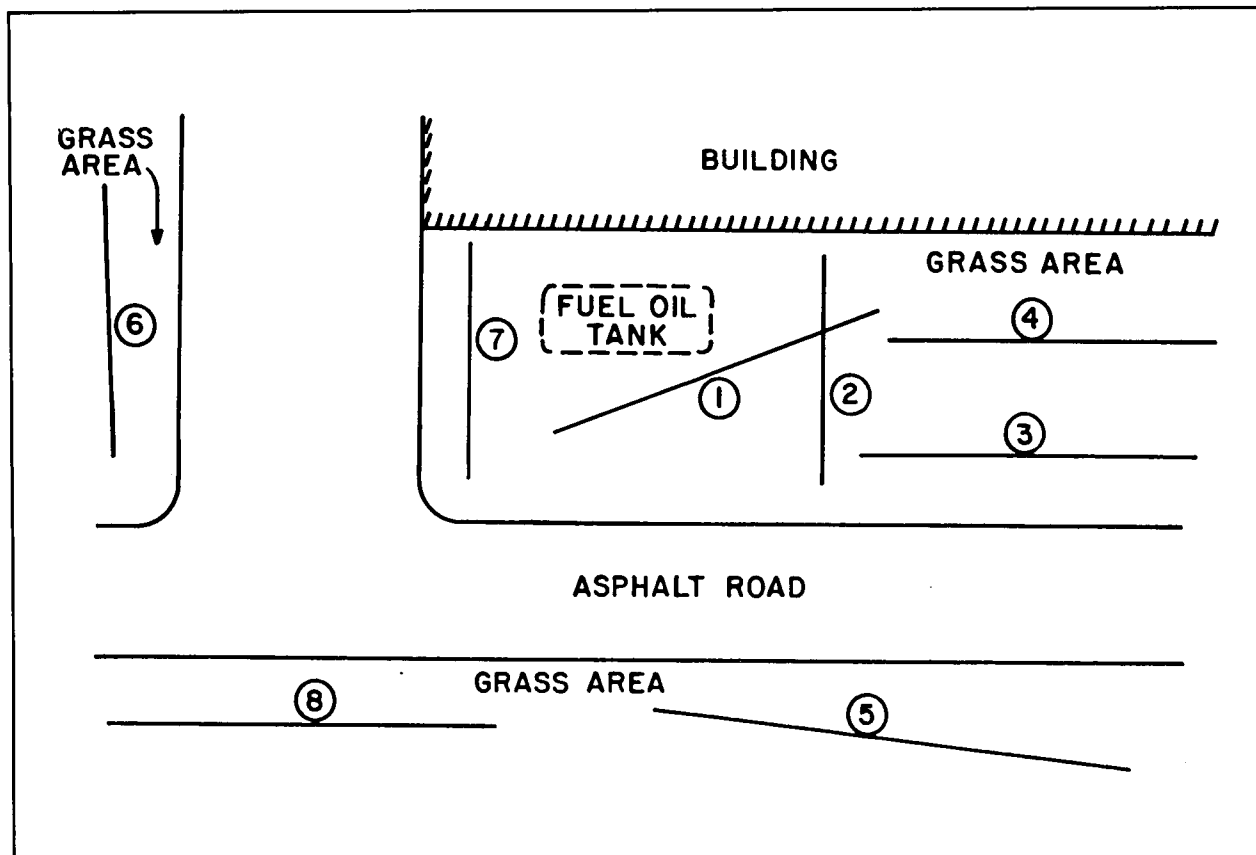 GRASS
AREA
BUILDING
GRASS AREA
FUEL OIL
TANK
4
6
7
1
2
3
ASPHALT ROAD
GRASS AREA
8
5